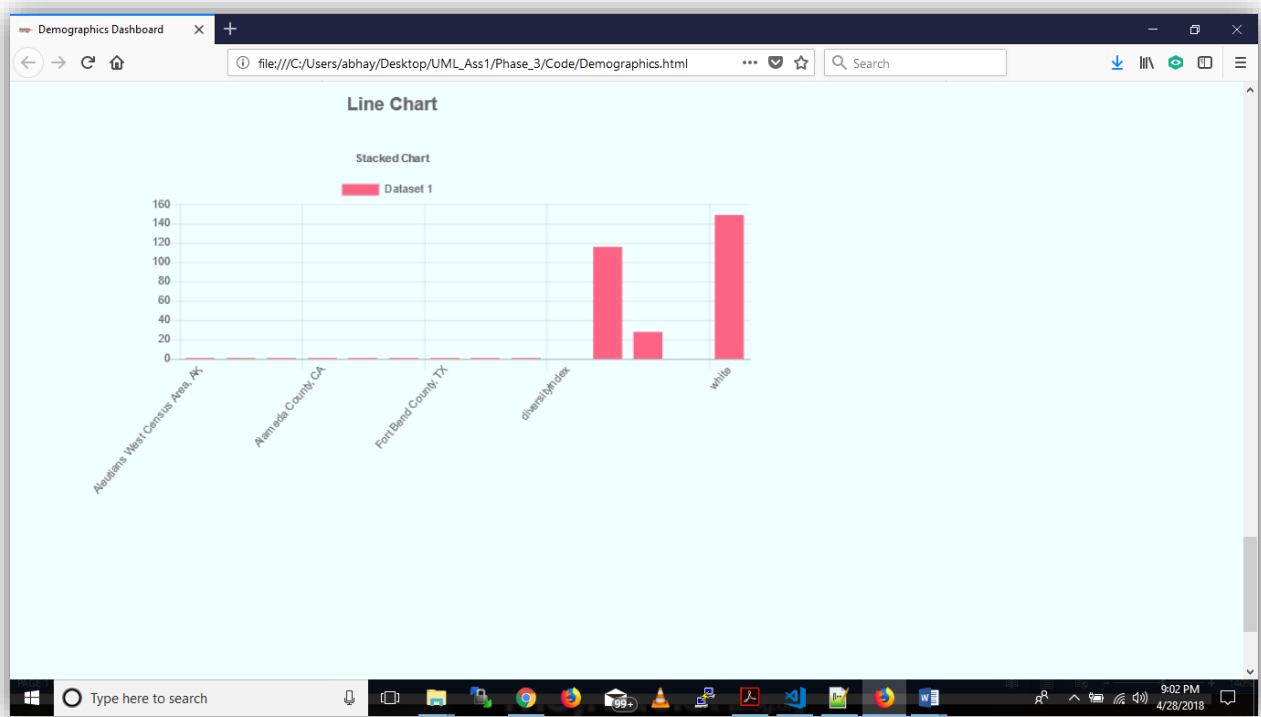 Demographics Dashboard
file:///C:/Users/abhay/Desktop/UML_Ass1/Phase_3/Code/Demographics.html
Search
Line Chart
Stacked Chart
Dataset 1
160
140
120
100
80
60
40
20
0
Aleutians West Census Area, AK
Alameda County, CA
Fort Bend County, TX
diversityindex
white
Type here to search
99+
9:02 PM
4/28/2018